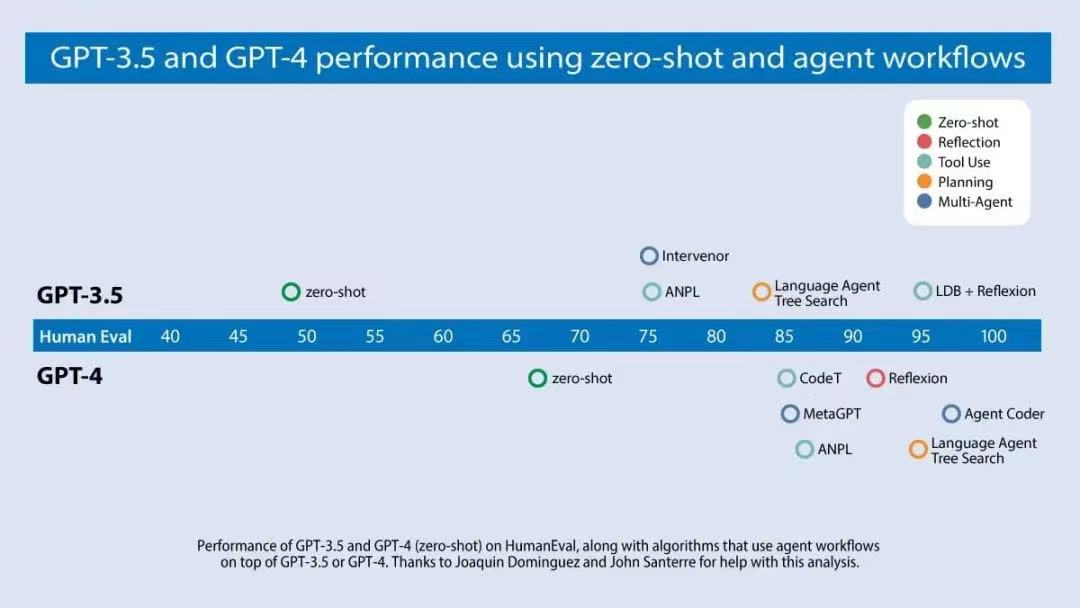 GPT-3.5 and GPT-4 performance using zero-shot and agent workflows
Zero-shot
Reflection
Tool Use
Planning
Multi-Agent
Intervenor
GPT-3.5
zero-shot
ANPL
Language Agent
Tree Search
LDB + Reflexion
Human Eval 40 45 50 55 60 65 70 75 80 85 90 95 100
GPT-4
zero-shot
CodeT
Reflexion
MetaGPT
Agent Coder
ANPL
Language Agent
Tree Search
Performance of GPT-3.5 and GPT-4 (zero-shot) on HumanEval, along with algorithms that use agent workflows
on top of GPT-3.5 or GPT-4. Thanks to Joaquin Dominguez and John Santerre for help with this analysis.